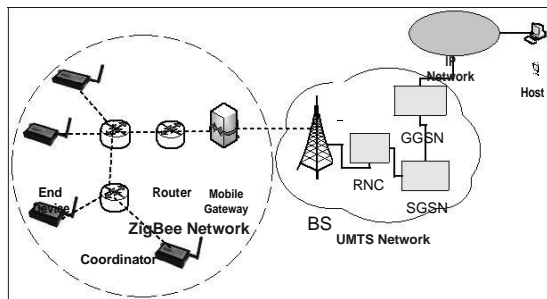 IP
Network
Host
GGSN
RNC
SGSN
BS
UMTS Network
End
Device
Router
Mobile
Gateway
ZigBee Network
Coordinator